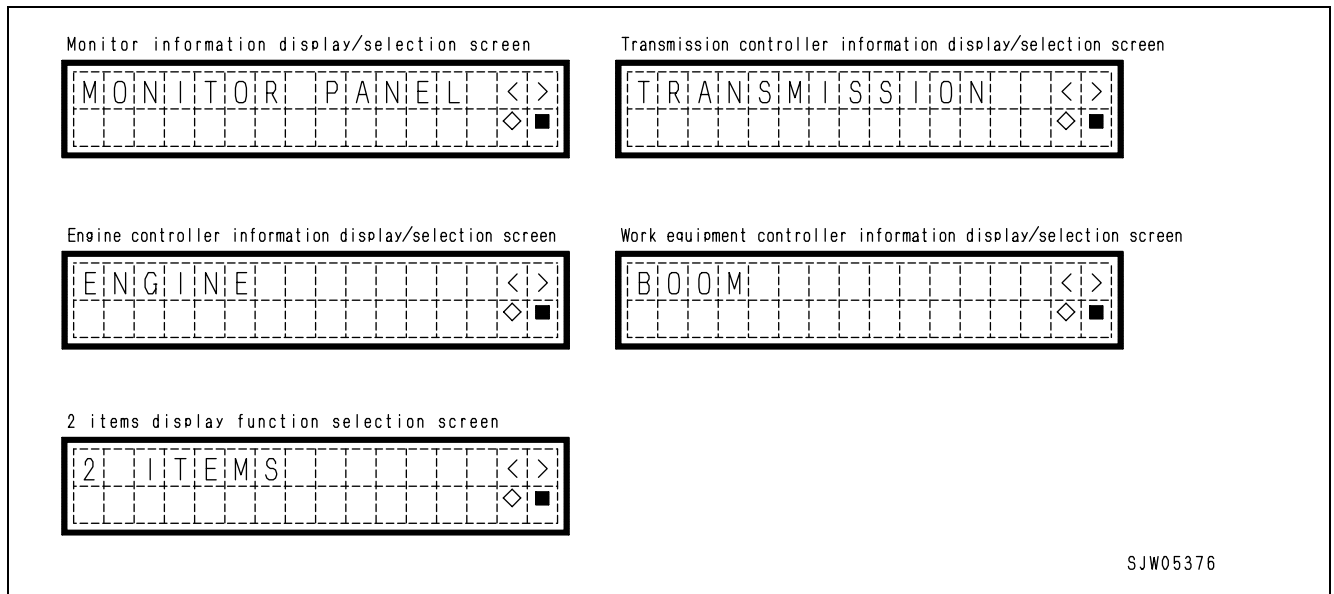 Monitor information display/selection screen
MONITOR PANEL <>
◇■
Transmission controller information display/selection screen
TRANSMISSION <>
◇■
Engine controller information display/selection screen
ENGINE <>
◇■
Work equipment controller information display/selection screen
BOOM <>
◇■
2 items display function selection screen
2 ITEMS <>
◇■
SJW05376